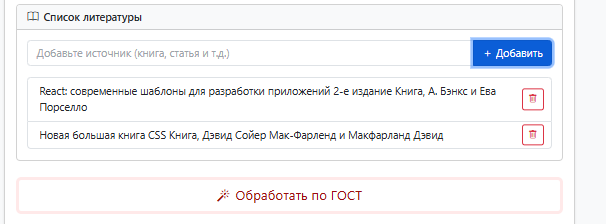 Список литературы
Добавьте источник (книга, статья и т.д.)
+ Добавить
React: современные шаблоны для разработки приложений 2-е издание Книга, А. Бэнкс и Ева
Порселло
Новая большая книга CSS Книга, Дэвид Сойер Мак-Фарленд и Макфарланд Дэвид
Обработать по ГОСТ